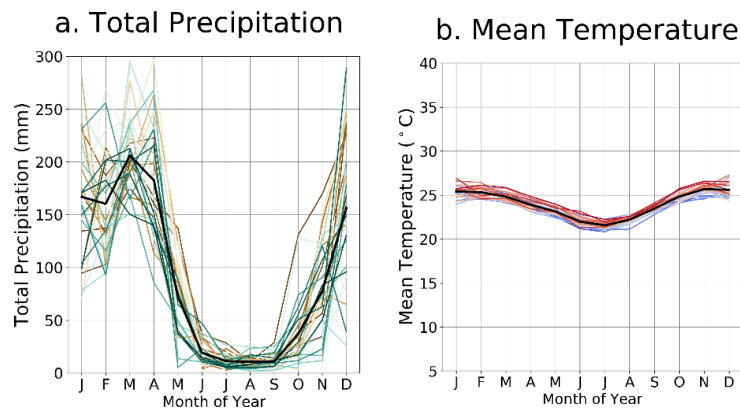 a. Total Precipitation
b. Mean Temperature
Total Precipitation (mm)
300
250
200
150
100
50
0
J F M A M J J A S O N D
Month of Year
Mean Temperature (°C)
40
35
30
25
20
15
10
5
J F M A M J J A S O N D
Month of Year